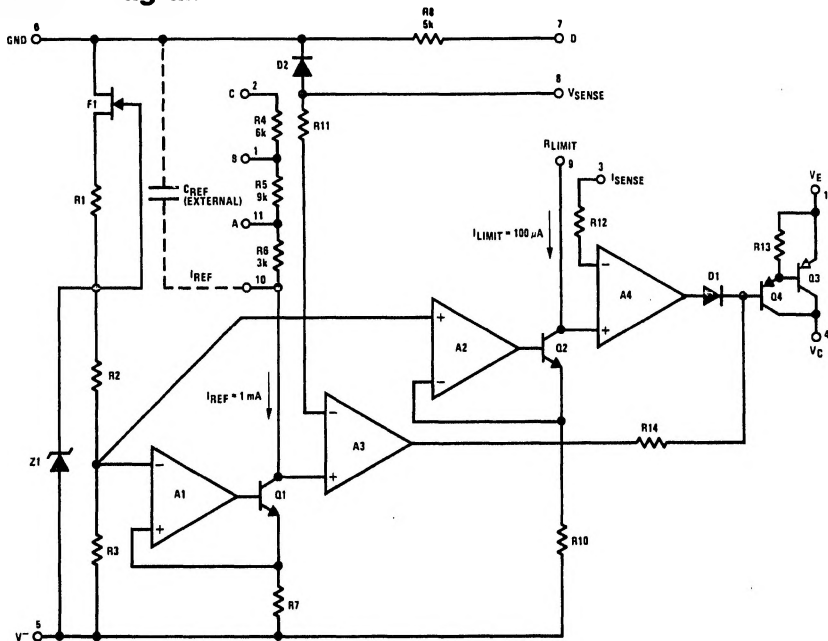 GND 6
R8
5k
7 D
D2
8 VSENSE
C 2
F1
R4
6k
R11
B 1
R5
9k
A 11
R6
3k
R1
CREF
(EXTERNAL)
IREF
10
RLIMIT
9
3 ISENSE
R12
ILIMIT = 100 μA
VE
1
R13
Q3
Q4
4
VC
D1
A4
+
−
A2
+
−
Q2
R2
IREF = 1 mA
A3
−
+
R14
Z1
A1
−
+
Q1
R3
R7
R10
V− 5